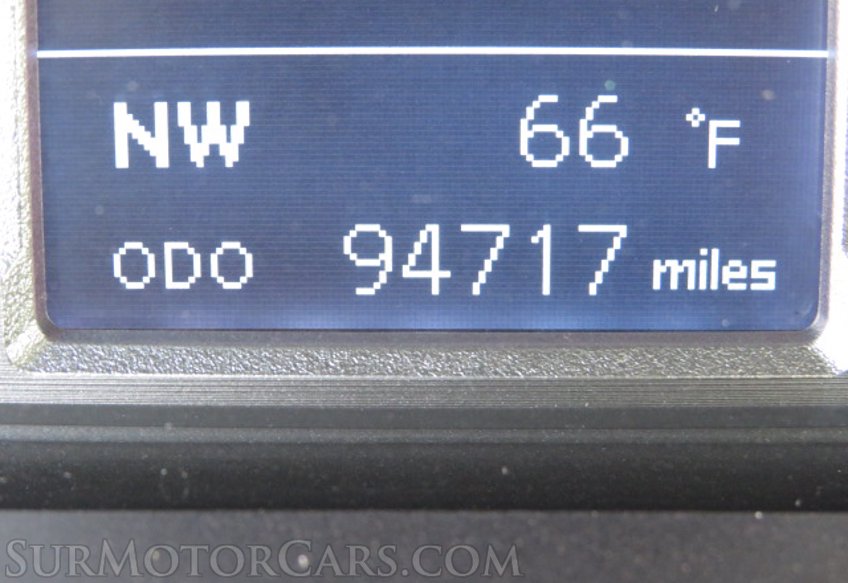 NW 66 °F
ODO 94717 miles
SURMOTORCARS.COM